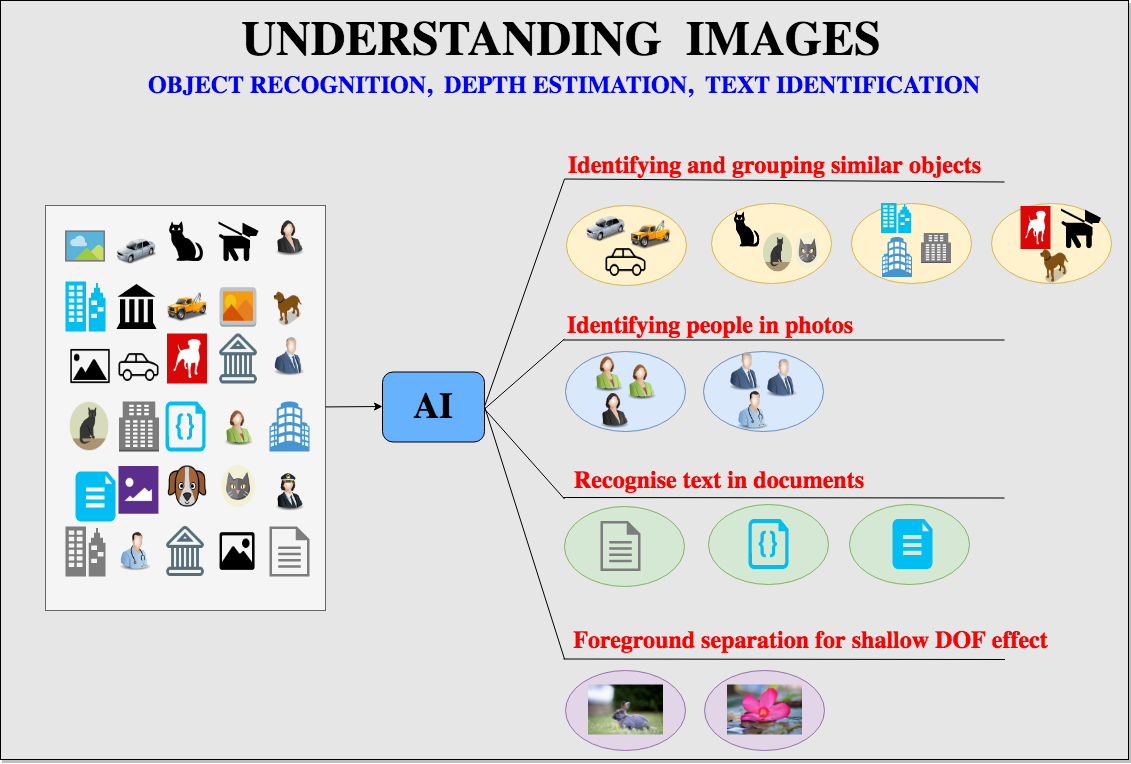 UNDERSTANDING IMAGES
OBJECT RECOGNITION, DEPTH ESTIMATION, TEXT IDENTIFICATION
Identifying and grouping similar objects
Identifying people in photos
AI
Recognise text in documents
{}
{}
Foreground separation for shallow DOF effect